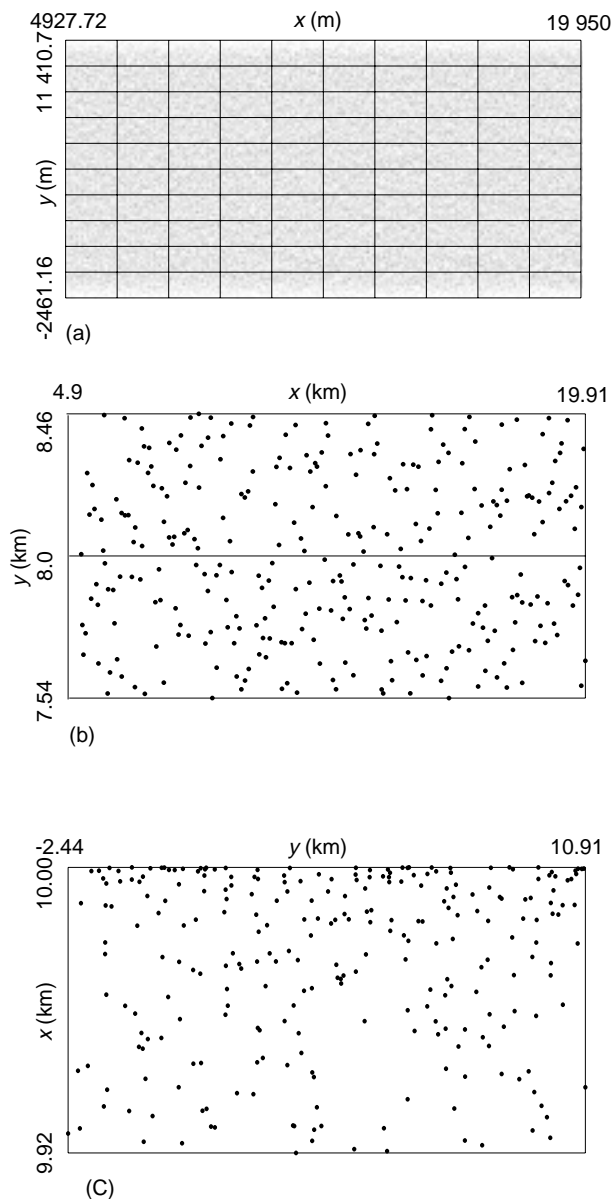 4927.72 x (m) 19 950
11 410.7
y (m)
-2461.16
(a)
4.9 x (km) 19.91
8.46
y (km)
8.0
7.54
(b)
-2.44 y (km) 10.91
10.00
x (km)
9.92
(C)